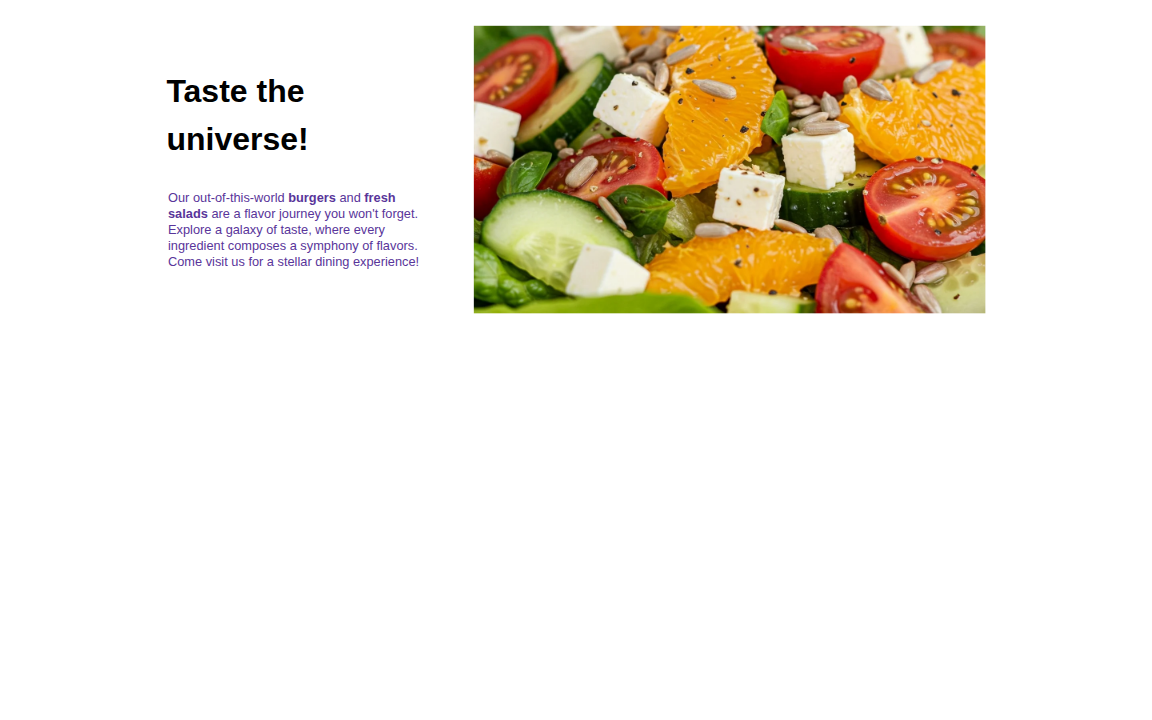 Taste the
universe!
Our out-of-this-world burgers and fresh
salads are a flavor journey you won't forget.
Explore a galaxy of taste, where every
ingredient composes a symphony of flavors.
Come visit us for a stellar dining experience!